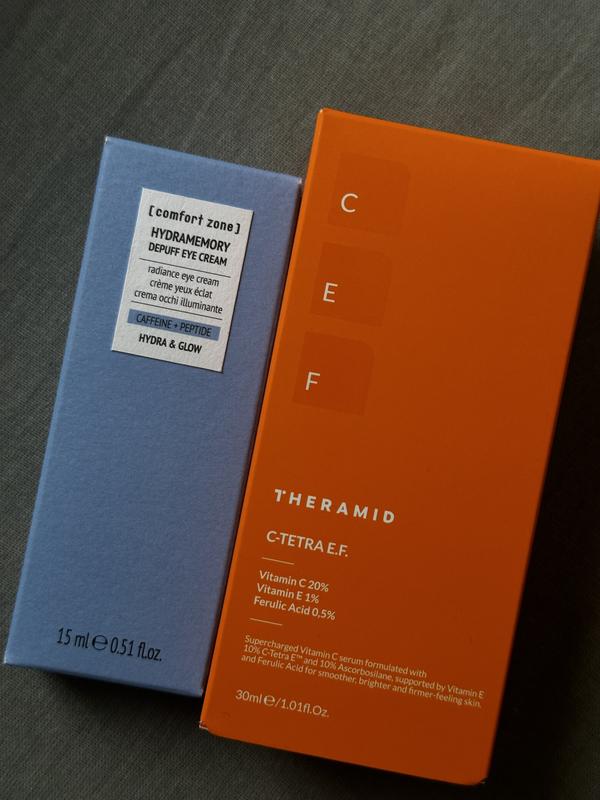 [comfort zone]
HYDRAMEMORY
DEPUFF EYE CREAM
radiance eye cream
crème yeux éclat
crema occhi illuminante
CAFFEINE + PEPTIDE
HYDRA & GLOW
15 ml ℮ 0.51 fl.oz.
C
E
F
THERAMID
C-TETRA E.F.
Vitamin C 20%
Vitamin E 1%
Ferulic Acid 0,5%
Supercharged Vitamin C serum formulated with
10% C-Tetra E™ and 10% Ascorbosilane, supported by Vitamin E
and Ferulic Acid for smoother, brighter and firmer-feeling skin.
30ml ℮/1.01fl.Oz.